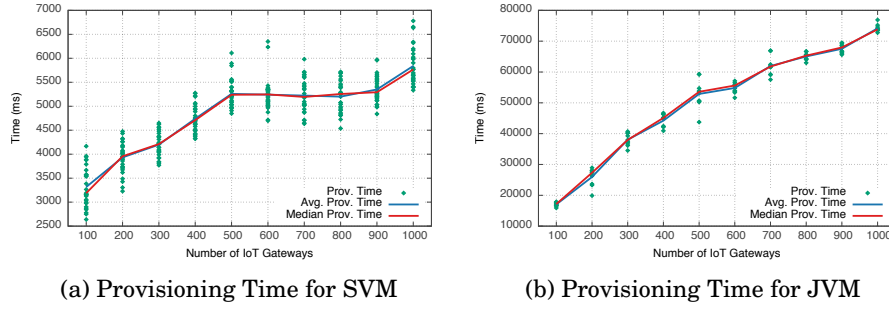 7000
6500
6000
5500
5000
4500
4000
3500
3000
2500
Time (ms)
Prov. Time
Avg. Prov. Time
Median Prov. Time
100 200 300 400 500 600 700 800 900 1000
Number of IoT Gateways
(a) Provisioning Time for SVM
80000
70000
60000
50000
40000
30000
20000
10000
Time (ms)
Prov. Time
Avg. Prov. Time
Median Prov. Time
100 200 300 400 500 600 700 800 900 1000
Number of IoT Gateways
(b) Provisioning Time for JVM